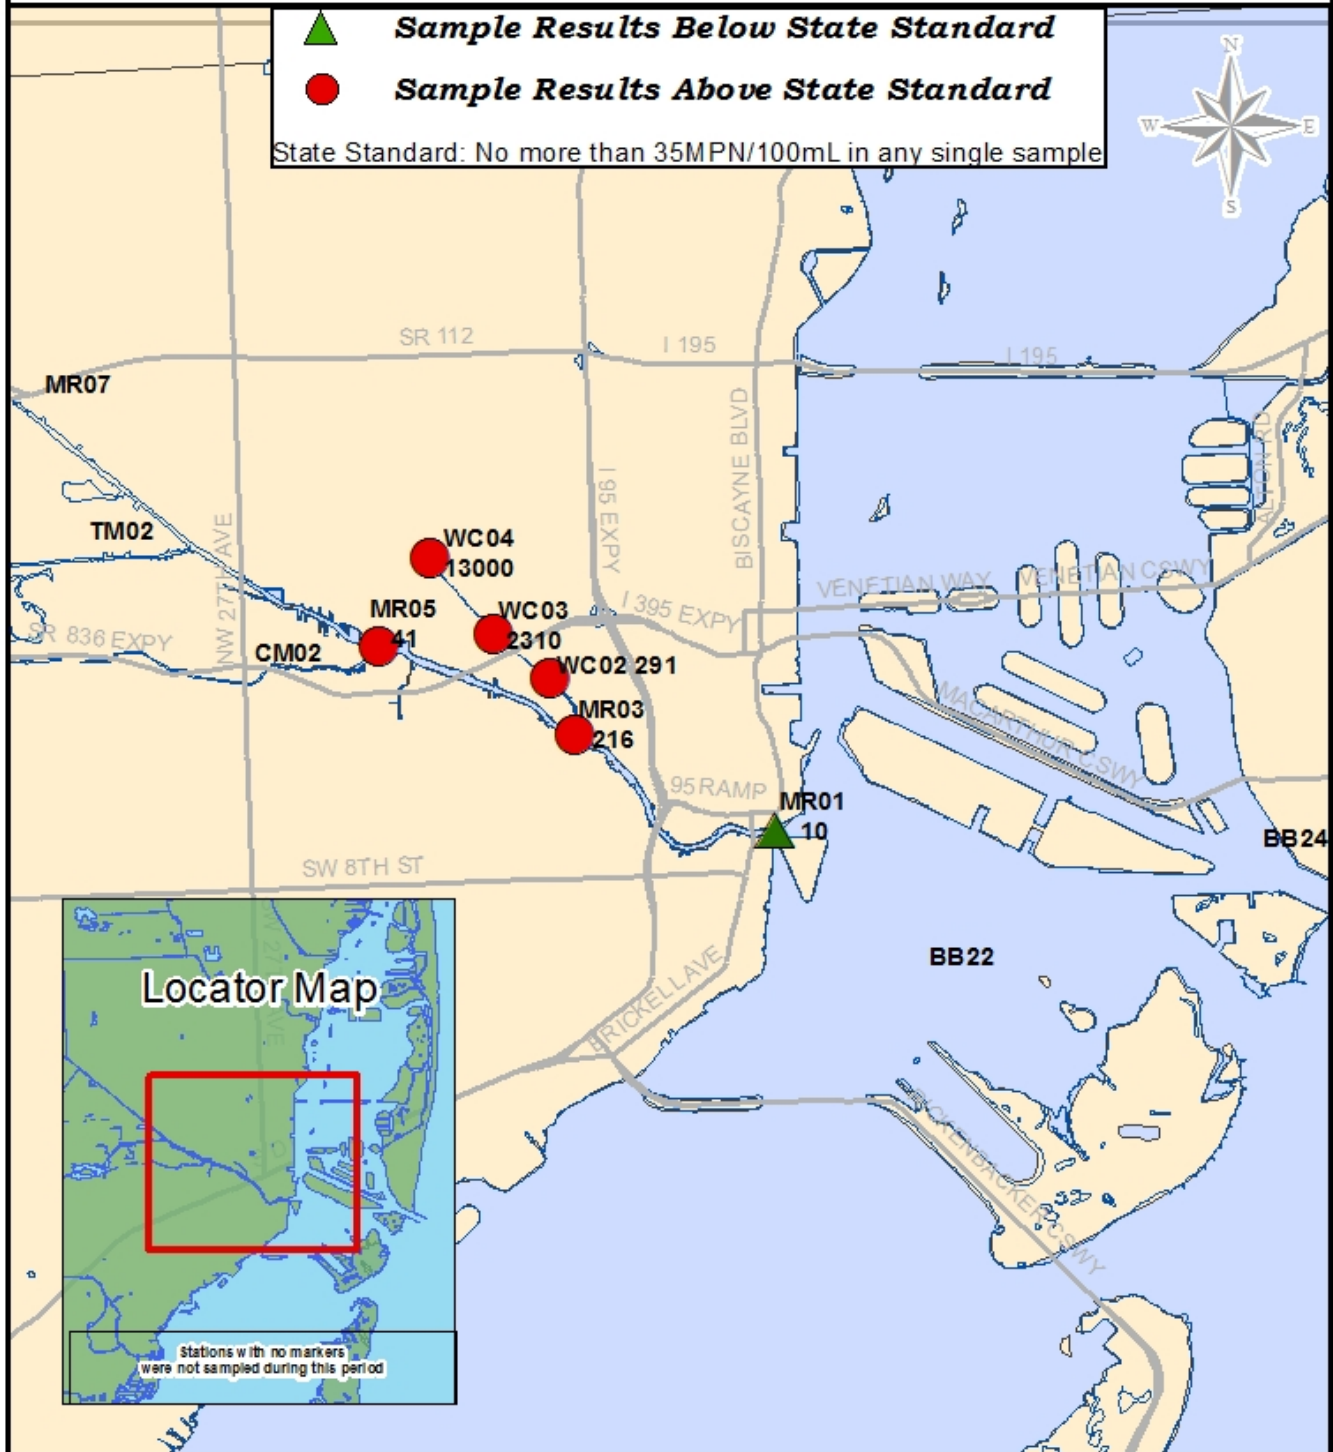 Sample Results Below State Standard
Sample Results Above State Standard
State Standard: No more than 35MPN/100mL in any single sample
N
W
E
S
SR 112
I 195
I 195
MR07
BISCAYNE BLVD
ALTON RD
I 95 EXPY
NW 27TH AVE
TM02
WC04
13000
VENETIAN WAY
VENETIAN CSWY
MR05
41
WC03
2310
I 395 EXPY
SR 836 EXPY
CM02
WC02 291
MR03
216
MACARTHUR CSWY
95 RAMP
MR01
10
BB24
SW 8TH ST
BB22
BRICKELL AVE
Locator Map
RICKENBACKER CSWY
Stations with no markers
were not sampled during this period